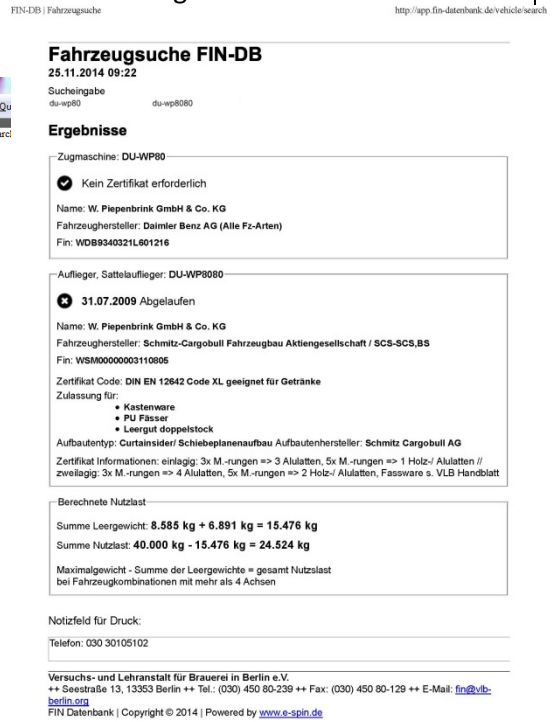 FIN-DB | Fahrzeugsuche
http://app.fin-datenbank.de/vehicle/search
Fahrzeugsuche FIN-DB
25.11.2014 09:22
Sucheingabe
du-wp80 du-wp8080
Ergebnisse
Zugmaschine: DU-WP80
Kein Zertifikat erforderlich
Name: W. Piepenbrink GmbH & Co. KG
Fahrzeughersteller: Daimler Benz AG (Alle Fz-Arten)
Fin: WDB9340321L601216
Auflieger, Sattelauflieger: DU-WP8080
31.07.2009 Abgelaufen
Name: W. Piepenbrink GmbH & Co. KG
Fahrzeughersteller: Schmitz-Cargobull Fahrzeugbau Aktiengesellschaft / SCS-SCS,BS
Fin: WSM00000003110805
Zertifikat Code: DIN EN 12642 Code XL geeignet für Getränke
Zulassung für:
• Kastenware
• PU Fässer
• Leergut doppelstock
Aufbautentyp: Curtainsider/ Schiebeplanenaufbau Aufbautenhersteller: Schmitz Cargobull AG
Zertifikat Informationen: einlagig: 3x M.-rungen => 3 Alulatten, 5x M.-rungen => 1 Holz-/ Alulatten //
zweilagig: 3x M.-rungen => 4 Alulatten, 5x M.-rungen => 2 Holz-/ Alulatten, Fassware s. VLB Handblatt
Berechnete Nutzlast
Summe Leergewicht: 8.585 kg + 6.891 kg = 15.476 kg
Summe Nutzlast: 40.000 kg - 15.476 kg = 24.524 kg
Maximalgewicht - Summe der Leergewichte = gesamt Nutzslast
bei Fahrzeugkombinationen mit mehr als 4 Achsen
Notizfeld für Druck:
Telefon: 030 30105102
Versuchs- und Lehranstalt für Brauerei in Berlin e.V.
++ Seestraße 13, 13353 Berlin ++ Tel.: (030) 450 80-239 ++ Fax: (030) 450 80-129 ++ E-Mail: fin@vlb-
berlin.org
FIN Datenbank | Copyright © 2014 | Powered by www.e-spin.de